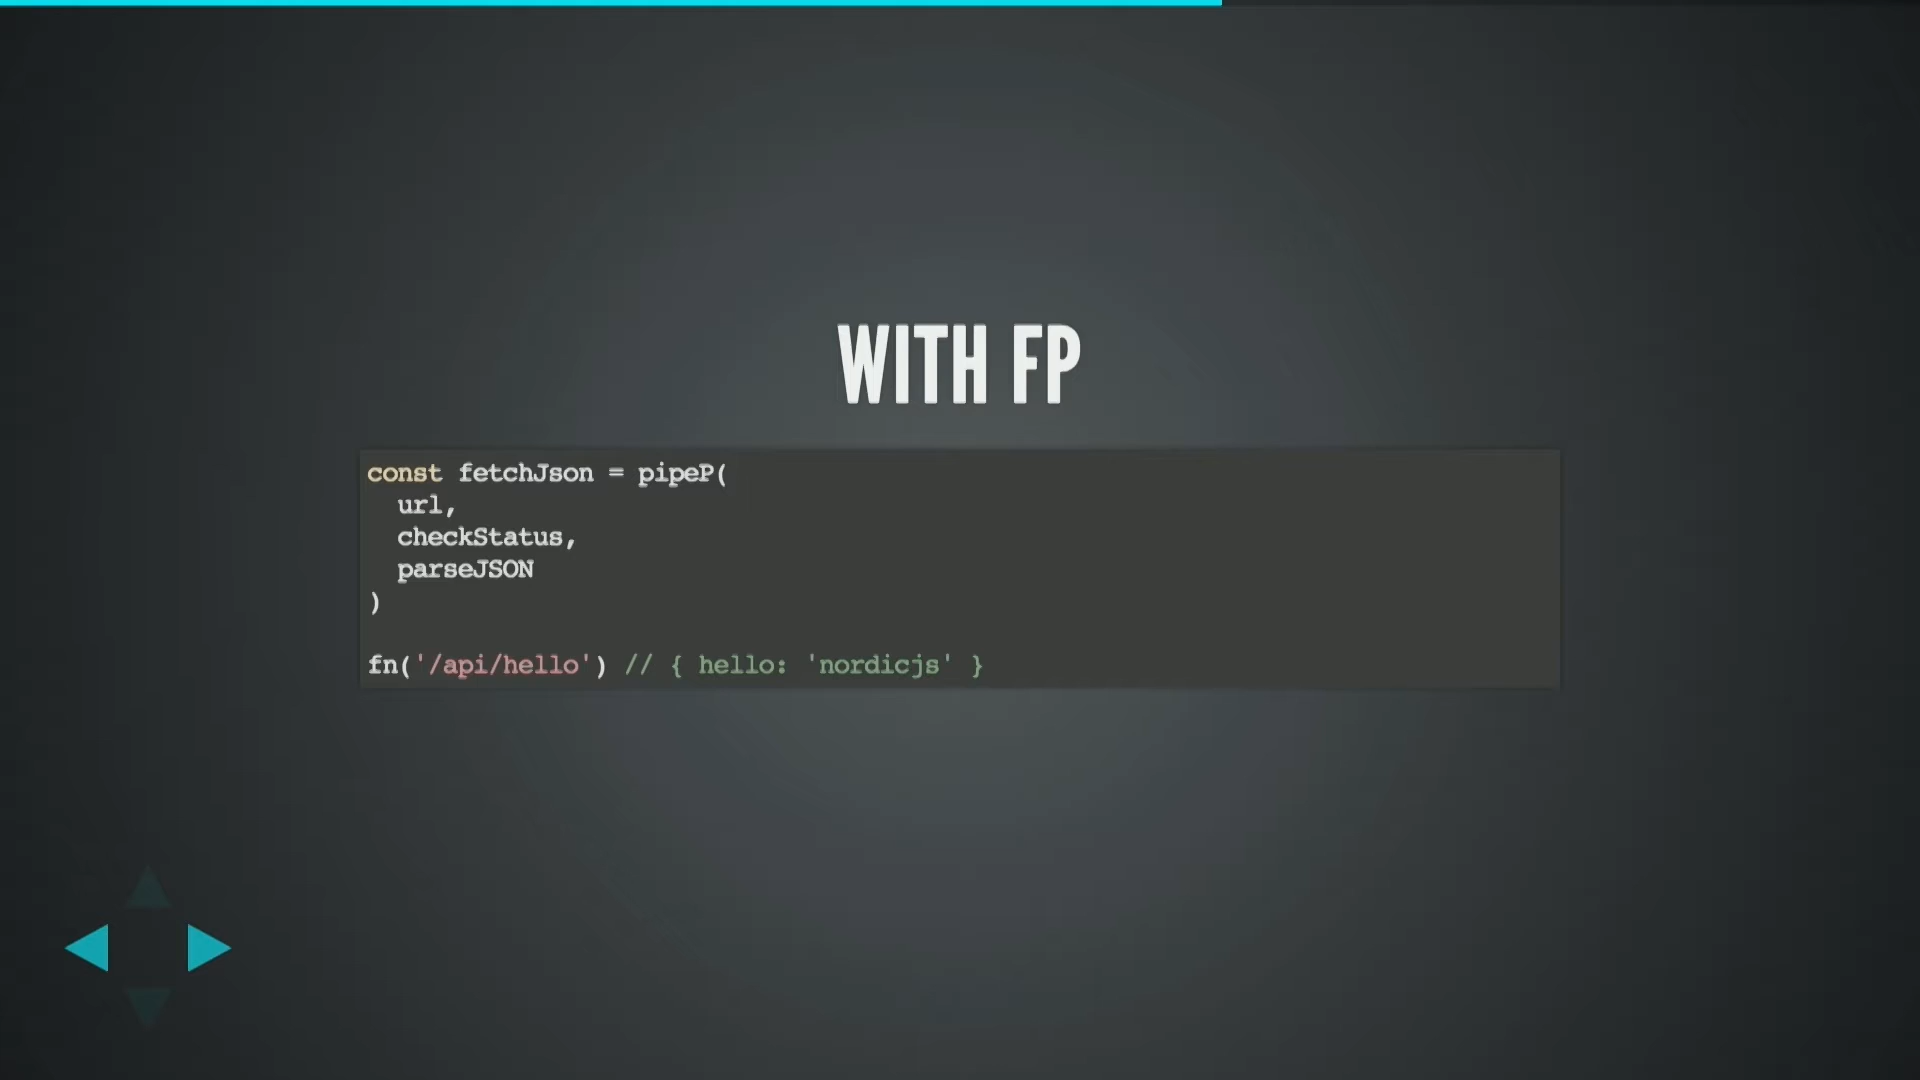 WITH FP
const fetchJson = pipeP(
  url,
  checkStatus,
  parseJSON
)
fn('/api/hello') // { hello: 'nordicjs' }